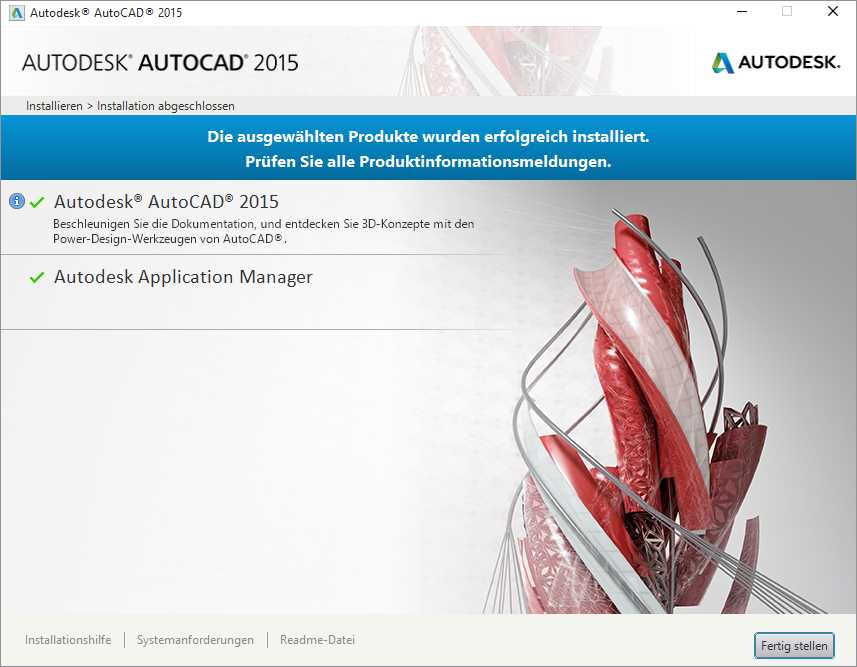 Autodesk® AutoCAD® 2015
AUTODESK® AUTOCAD® 2015
AUTODESK.
Installieren > Installation abgeschlossen
Die ausgewählten Produkte wurden erfolgreich installiert.
Prüfen Sie alle Produktinformationsmeldungen.
Autodesk® AutoCAD® 2015
Beschleunigen Sie die Dokumentation, und entdecken Sie 3D-Konzepte mit den
Power-Design-Werkzeugen von AutoCAD®.
Autodesk Application Manager
Installationshilfe
Systemanforderungen
Readme-Datei
Fertig stellen